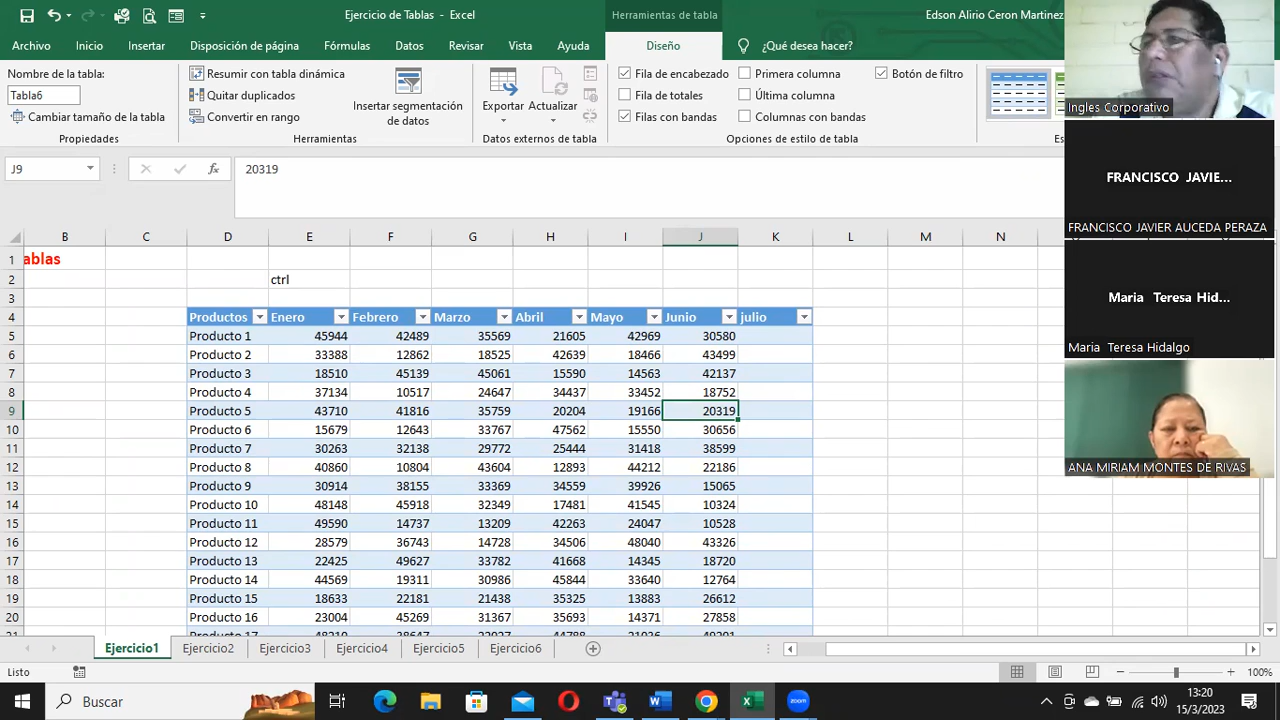 Ejercicio de Tablas - Excel
Herramientas de tabla
Edson Alirio Ceron Martinez
Archivo Inicio Insertar Disposición de página Fórmulas Datos Revisar Vista Ayuda Diseño ¿Qué desea hacer?
Nombre de la tabla:
Tabla6
Cambiar tamaño de la tabla
Propiedades
Resumir con tabla dinámica
Quitar duplicados
Convertir en rango
Insertar segmentación
de datos
Herramientas
Exportar Actualizar
Datos externos de tabla
Fila de encabezado Primera columna Botón de filtro
Fila de totales Última columna
Filas con bandas Columnas con bandas
Opciones de estilo de tabla
Es
J9 fx 20319
B C D E F G H I J K L M N
1 ablas
2 ctrl
3
4 Productos Enero Febrero Marzo Abril Mayo Junio julio
5 Producto 1 45944 42489 35569 21605 42969 30580
6 Producto 2 33388 12862 18525 42639 18466 43499
7 Producto 3 18510 45139 45061 15590 14563 42137
8 Producto 4 37134 10517 24647 34437 33452 18752
9 Producto 5 43710 41816 35759 20204 19166 20319
10 Producto 6 15679 12643 33767 47562 15550 30656
11 Producto 7 30263 32138 29772 25444 31418 38599
12 Producto 8 40860 10804 43604 12893 44212 22186
13 Producto 9 30914 38155 33369 34559 39926 15065
14 Producto 10 48148 45918 32349 17481 41545 10324
15 Producto 11 49590 14737 13209 42263 24047 10528
16 Producto 12 28579 36743 14728 34506 48040 43326
17 Producto 13 22425 49627 33782 41668 14345 18720
18 Producto 14 44569 19311 30986 45844 33640 12764
19 Producto 15 18633 22181 21438 35325 13883 26612
20 Producto 16 23004 45269 31367 35693 14371 27858
Ejercicio1 Ejercicio2 Ejercicio3 Ejercicio4 Ejercicio5 Ejercicio6
Listo
100%
Buscar
13:20
15/3/2023
Ingles Corporativo
FRANCISCO JAVIE...
FRANCISCO JAVIER AUCEDA PERAZA
Maria Teresa Hid...
Maria Teresa Hidalgo
ANA MIRIAM MONTES DE RIVAS